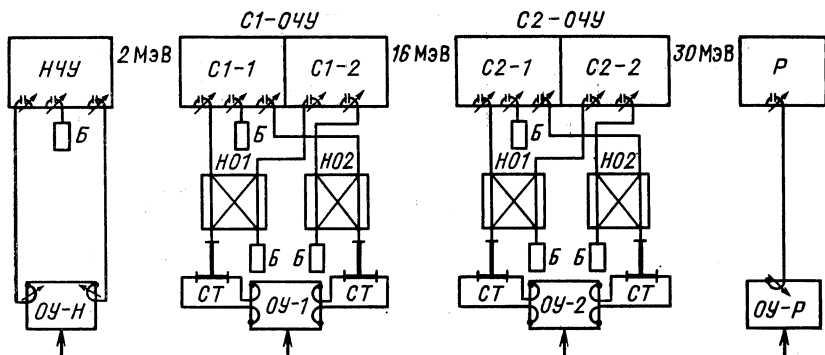 С1-ОЧУ С2-ОЧУ
НЧУ 2 МэВ С1-1 С1-2 16 МэВ С2-1 С2-2 30 МэВ Р
Б Б Б
НО1 НО2 НО1 НО2
Б Б Б Б
СТ СТ СТ СТ
ОУ-Н ОУ-1 ОУ-2 ОУ-Р